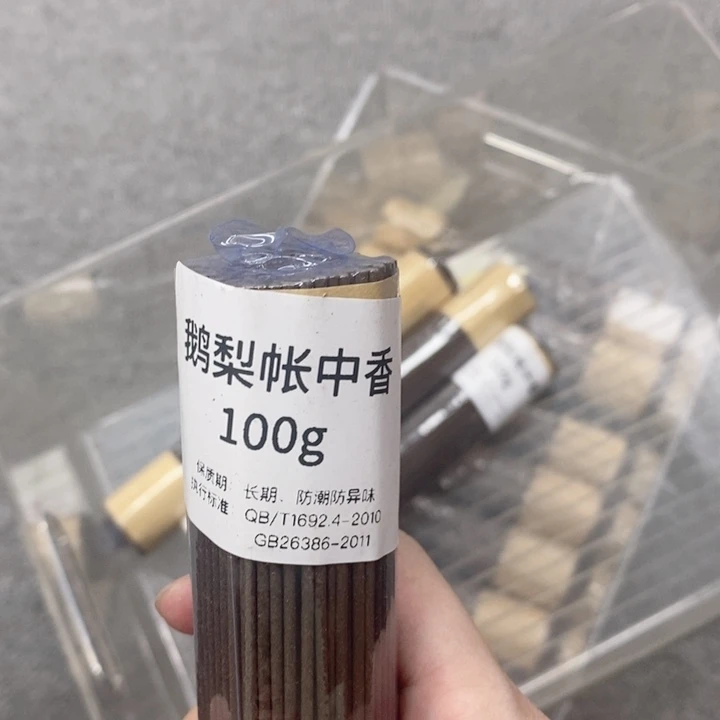 鹅梨帐中香
100g
保质期: 长期、防潮防异味
执行标准 QB/T1692.4-2010
GB26386-2011